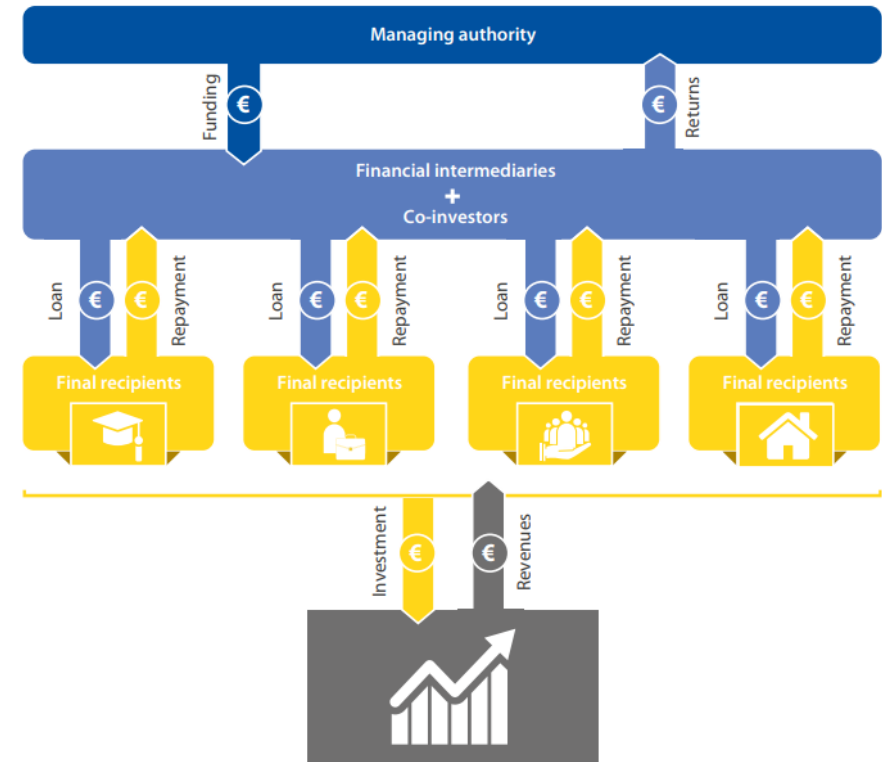 Managing authority
Funding
€
€
Returns
Financial intermediaries
+
Co-investors
Loan
€
€
Repayment
Loan
€
€
Repayment
Loan
€
€
Repayment
Loan
€
€
Repayment
Final recipients
Final recipients
Final recipients
Final recipients
Investment
€
€
Revenues